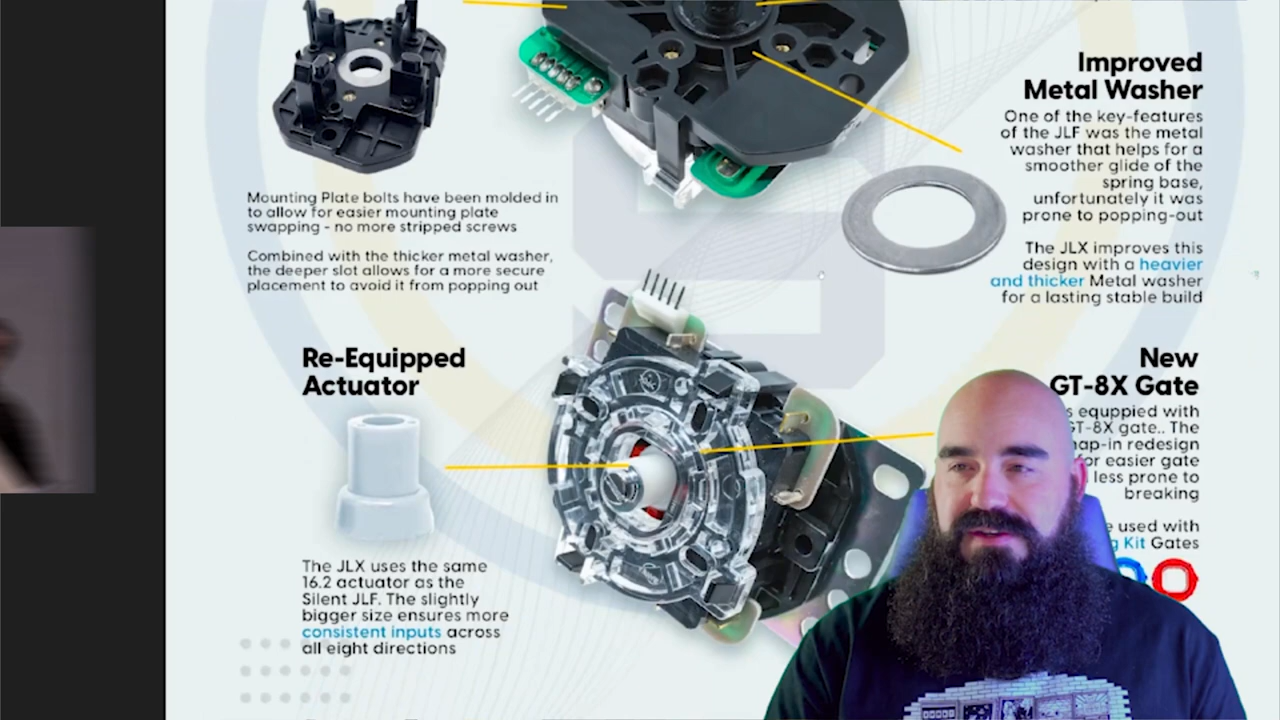 Improved
Metal Washer
One of the key-features
of the JLF was the metal
washer that helps for a
smoother glide of the
spring base,
unfortunately it was
prone to popping-out
The JLX improves this
design with a heavier
and thicker Metal washer
for a lasting stable build
Mounting Plate bolts have been molded in
to allow for easier mounting plate
swapping - no more stripped screws
Combined with the thicker metal washer,
the deeper slot allows for a more secure
placement to avoid it from popping out
Re-Equipped
Actuator
The JLX uses the same
16.2 actuator as the
Silent JLF. The slightly
bigger size ensures more
consistent inputs across
all eight directions
New
GT-8X Gate
equppied with
GT-8X gate.. The
redesign
for easier gate
less prone to
breaking
used with
Kit Gates